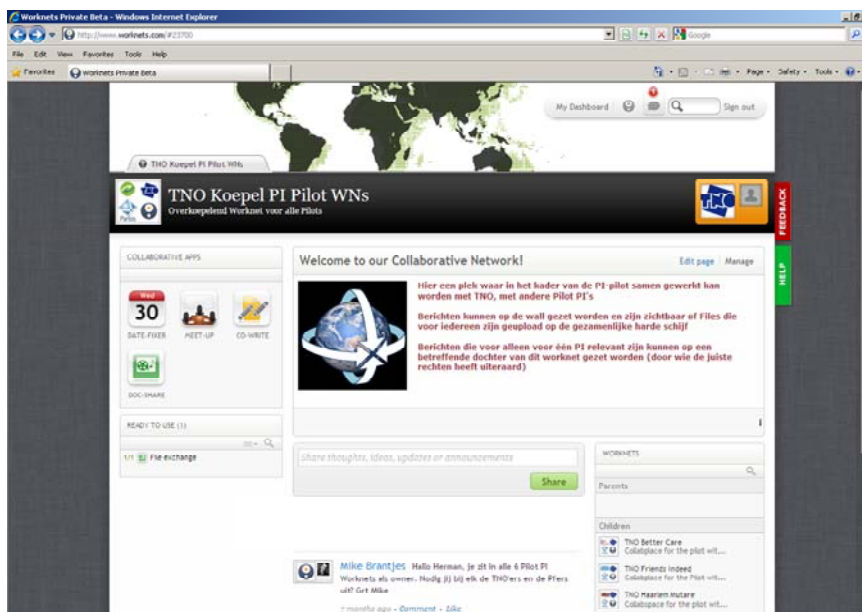 Worknets Private Beta - Windows Internet Explorer
http://www.worknets.com/#23700
Google
File Edit View Favorites Tools Help
Favorites Worknets Private Beta
Page Safety Tools
My Dashboard
Sign out
TNO Koepel PI Pilot WNs
TNO Koepel PI Pilot WNs
Overkoepelend Worknet voor alle Pilots
TNO
FEEDBACK
HELP
COLLABORATIVE APPS
Wed
30
DATE-FIXER MEET-UP CO-WRITE
DOC-SHARE
READY TO USE (1)
1/1 File exchange
Welcome to our Collaborative Network!
Edit page Manage
Hier een plek waar in het kader van de PI-pilot samen gewerkt kan
worden met TNO, met andere Pilot PI's
Berichten kunnen op de wall gezet worden en zijn zichtbaar of Files die
voor iedereen zijn geupload op de gezamenlijke harde schijf
Berichten die voor alleen voor één PI relevant zijn kunnen op een
betreffende dochter van dit worknet gezet worden (door wie de juiste
rechten heeft uiteraard)
Share thoughts, ideas, updates or announcements
Share
Mike Brantjes Hallo Herman, je zit in alle 6 Pilot PI
Worknets als owner. Nodig jij bij elk de TNO'ers en de PI'ers
uit? Grt Mike
7 months ago - Comment - Like
WORKNETS
Parents
Children
TNO Better Care
Collabplace for the pilot wit...
TNO Friends Indeed
Collabspace for the Pilot wit...
TNO Haarlem Mutare
Collabspace for the pilot wit...